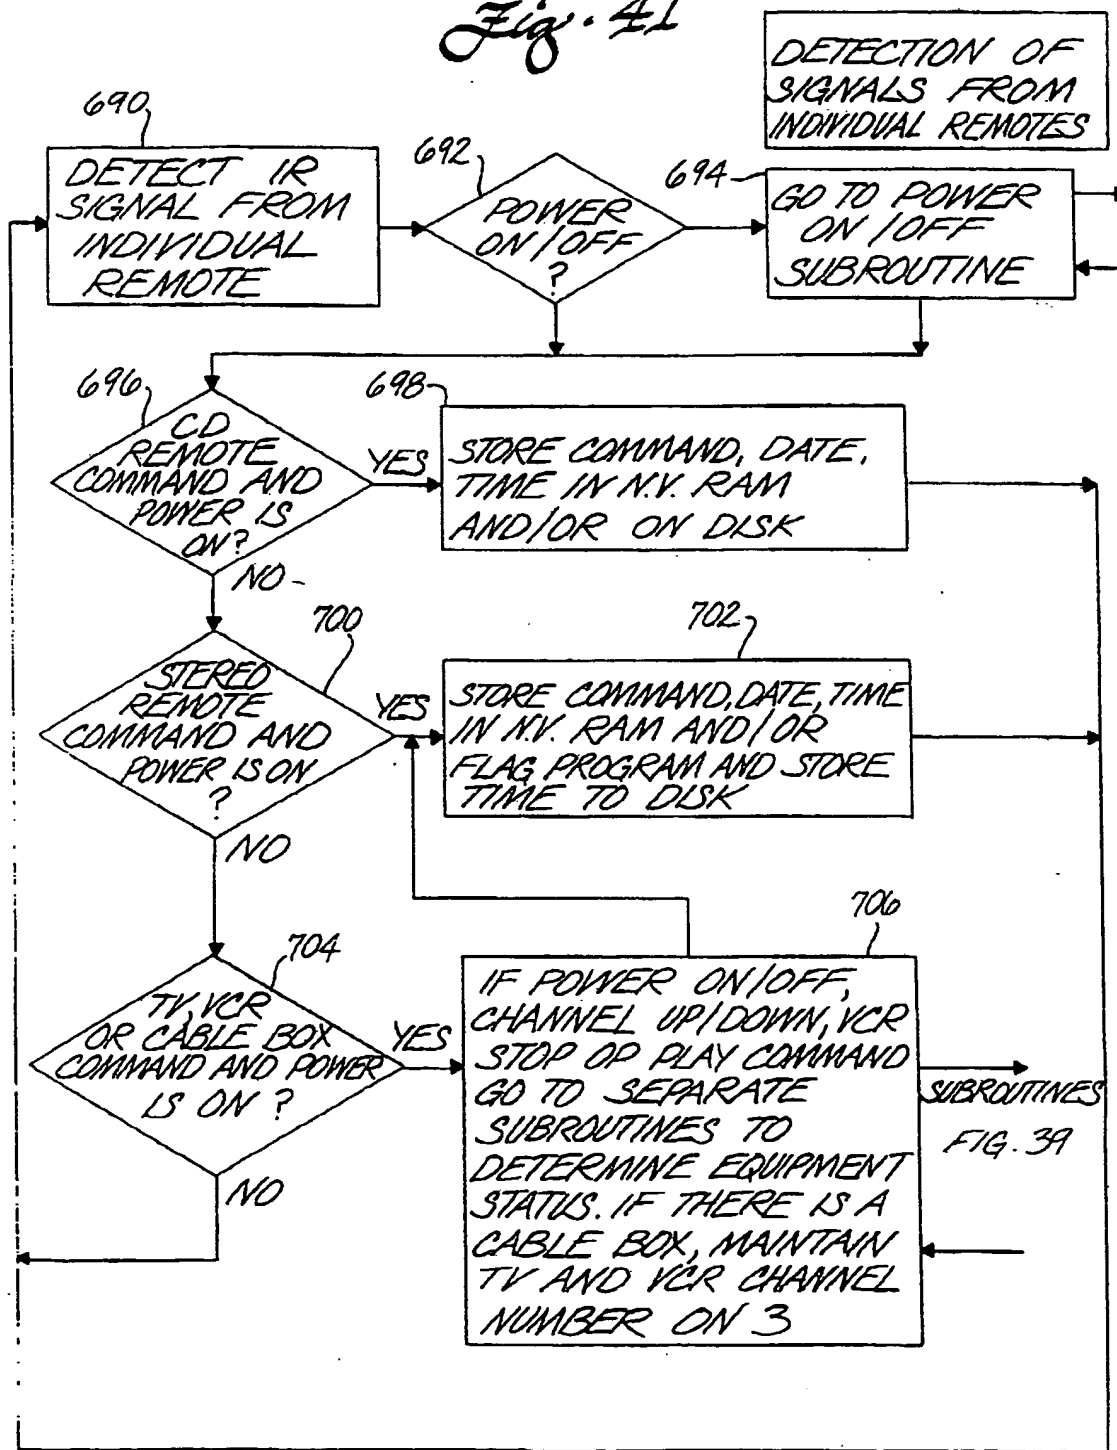 Fig. 41
DETECTION OF
SIGNALS FROM
INDIVIDUAL REMOTES
690
DETECT IR
SIGNAL FROM
INDIVIDUAL
REMOTE
692
POWER
ON/OFF
?
694
GO TO POWER
ON/OFF
SUBROUTINE
696
CD
REMOTE
COMMAND AND
POWER IS
ON?
YES
NO
698
STORE COMMAND, DATE,
TIME IN N.V. RAM
AND/OR ON DISK
700
STEREO
REMOTE
COMMAND AND
POWER IS ON
?
YES
NO
702
STORE COMMAND, DATE, TIME
IN N.V. RAM AND/OR
FLAG PROGRAM AND STORE
TIME TO DISK
704
TV, VCR
OR CABLE BOX
COMMAND AND POWER
IS ON ?
YES
NO
706
IF POWER ON/OFF,
CHANNEL UP/DOWN, VCR
STOP OP PLAY COMMAND
GO TO SEPARATE
SUBROUTINES TO
DETERMINE EQUIPMENT
STATUS. IF THERE IS A
CABLE BOX, MAINTAIN
TV AND VCR CHANNEL
NUMBER ON 3
SUBROUTINES
FIG. 39